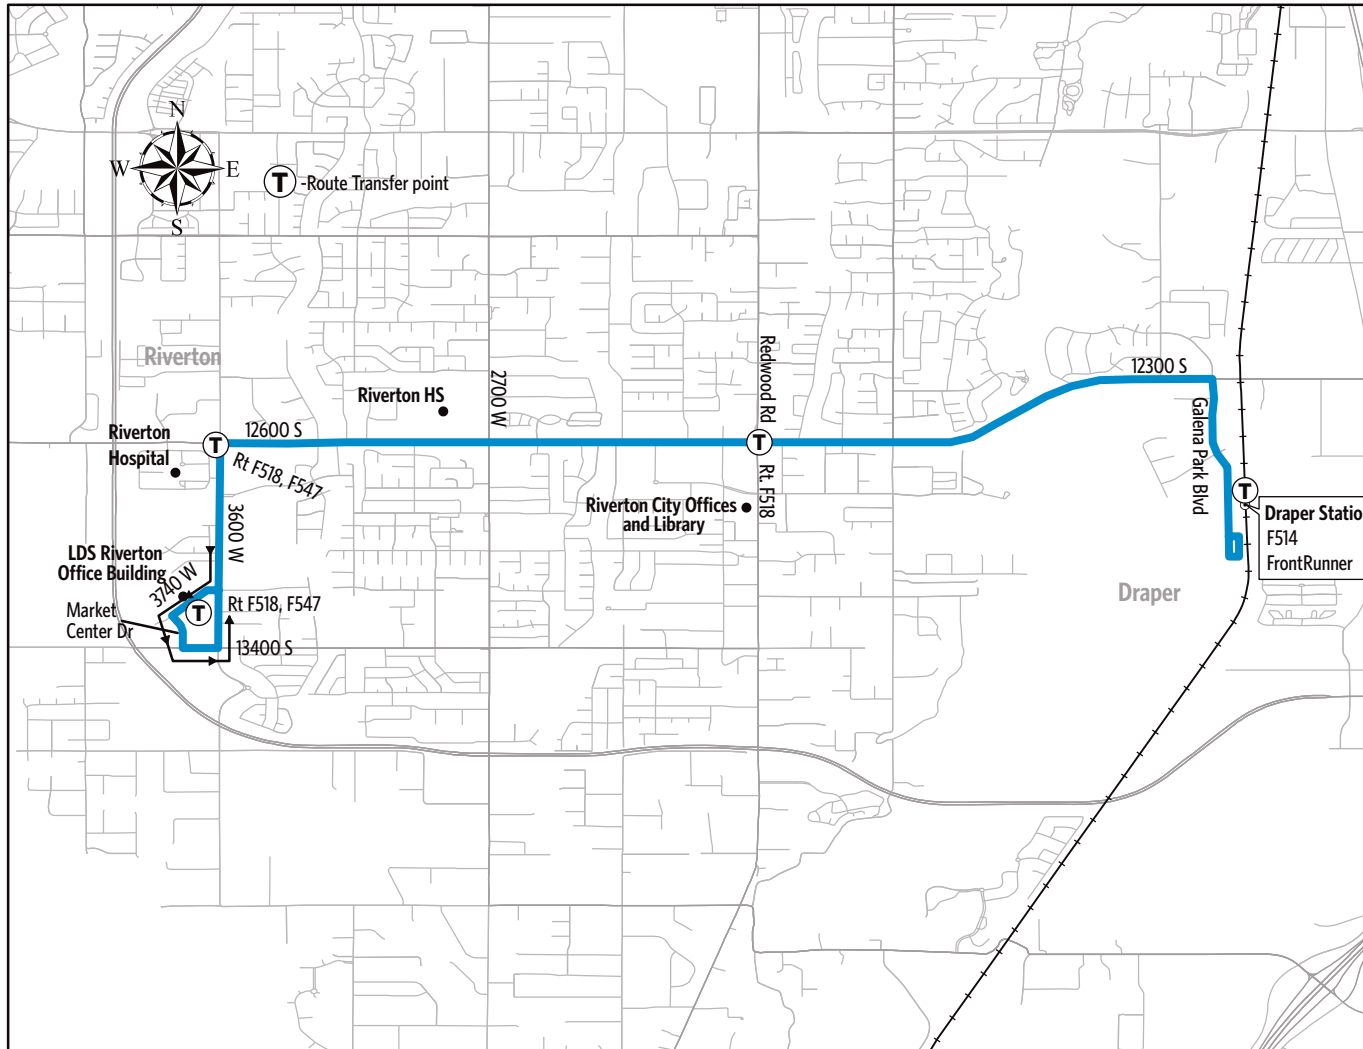 N
W
E
S
T
-Route Transfer point
Riverton
Riverton HS
2700 W
Redwood Rd
12300 S
Galena Park Blvd
12600 S
T
T
Riverton
Hospital
Rt F518, F547
Rt. F518
Riverton City Offices
and Library
T
Draper Statio
F514
FrontRunner
3600 W
LDS Riverton
Office Building
3740 W
T
Rt F518, F547
Market
Center Dr
13400 S
Draper